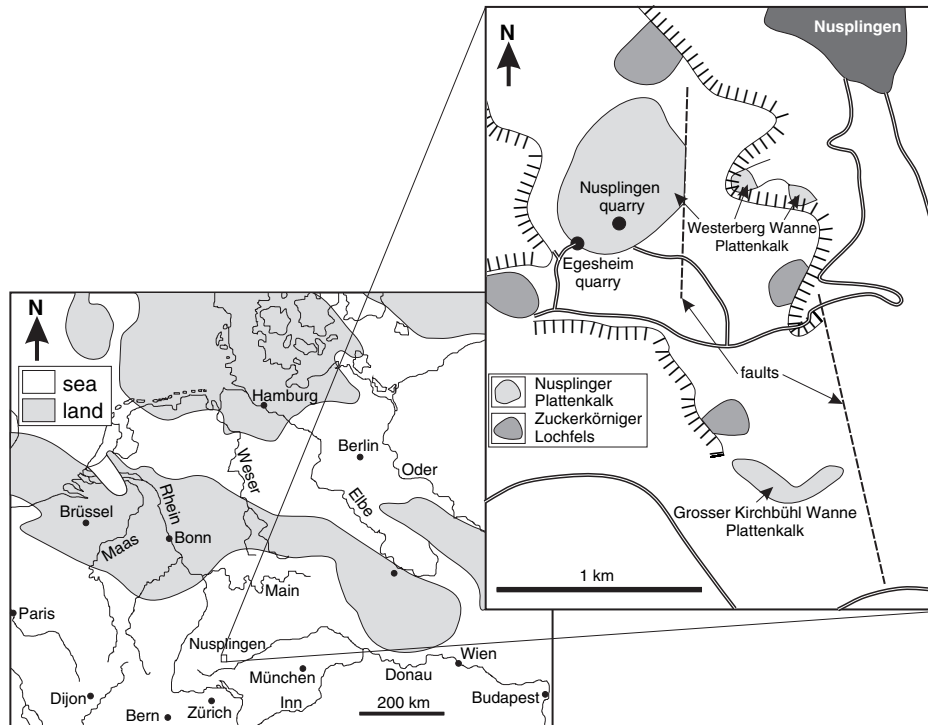 N
Nusplingen
Nusplingen
quarry
Westerberg Wanne
Plattenkalk
Egesheim
quarry
faults
Nusplinger
Plattenkalk
Zuckerkörniger
Lochfels
Grosser Kirchbühl Wanne
Plattenkalk
1 km
N
sea
land
Hamburg
Berlin
Weser
Oder
Elbe
Rhein
Brüssel
Maas
Bonn
Main
Paris
Nusplingen
Wien
München
Donau
Dijon
Inn
Budapest
Zürich
Bern
200 km